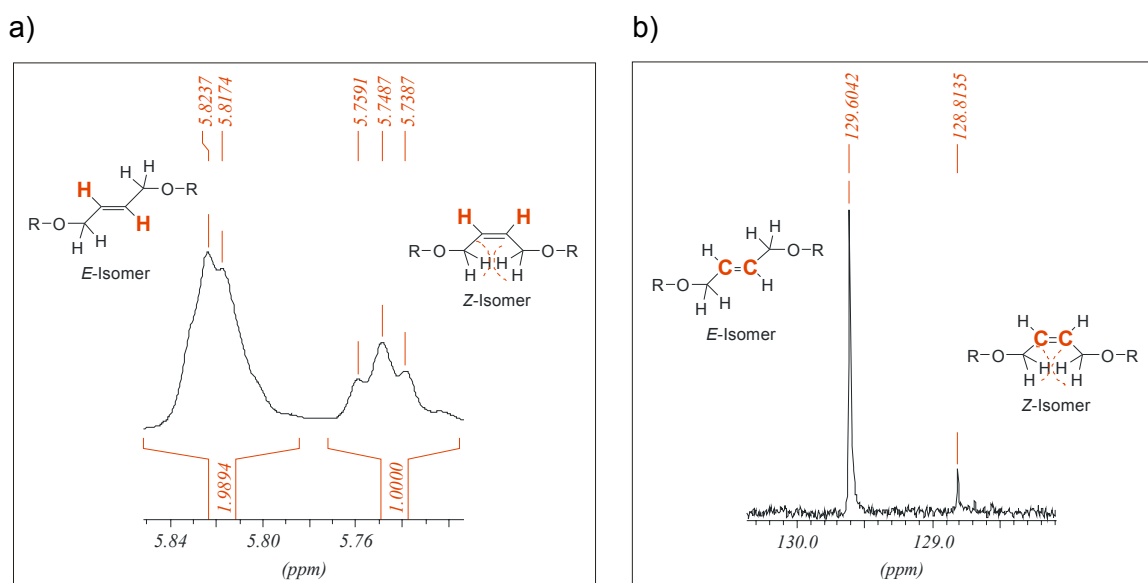 a)
5.8237
5.8174
5.7591
5.7487
5.7387
H
H
H
O–R
R–O
H
H
H
E-Isomer
H
H
R
O
O
R
H
H
H
H
Z-Isomer
1.9894
1.0000
5.84
5.80
5.76
(ppm)
b)
129.6042
128.8135
H
H
O–R
H
C=C
R–O
H
H
H
E-Isomer
H
H
C=C
R–O
O–R
H
H
H
H
Z-Isomer
130.0
129.0
(ppm)